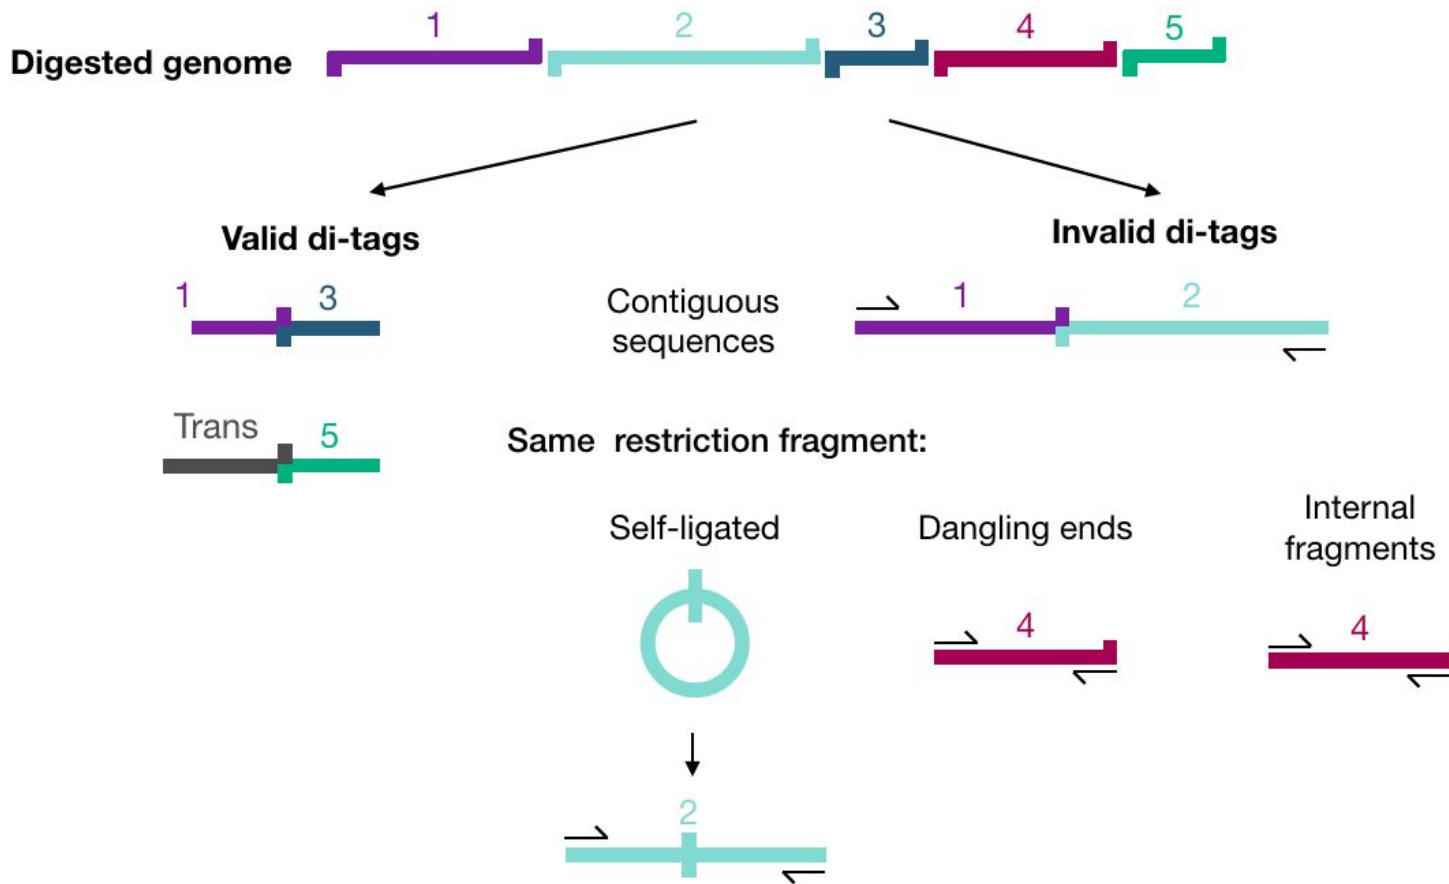 1
2
3
4
5
Digested genome
Valid di-tags
Invalid di-tags
1
3
Contiguous
sequences
1
2
Trans
5
Same restriction fragment:
Self-ligated
Dangling ends
Internal
fragments
4
4
2